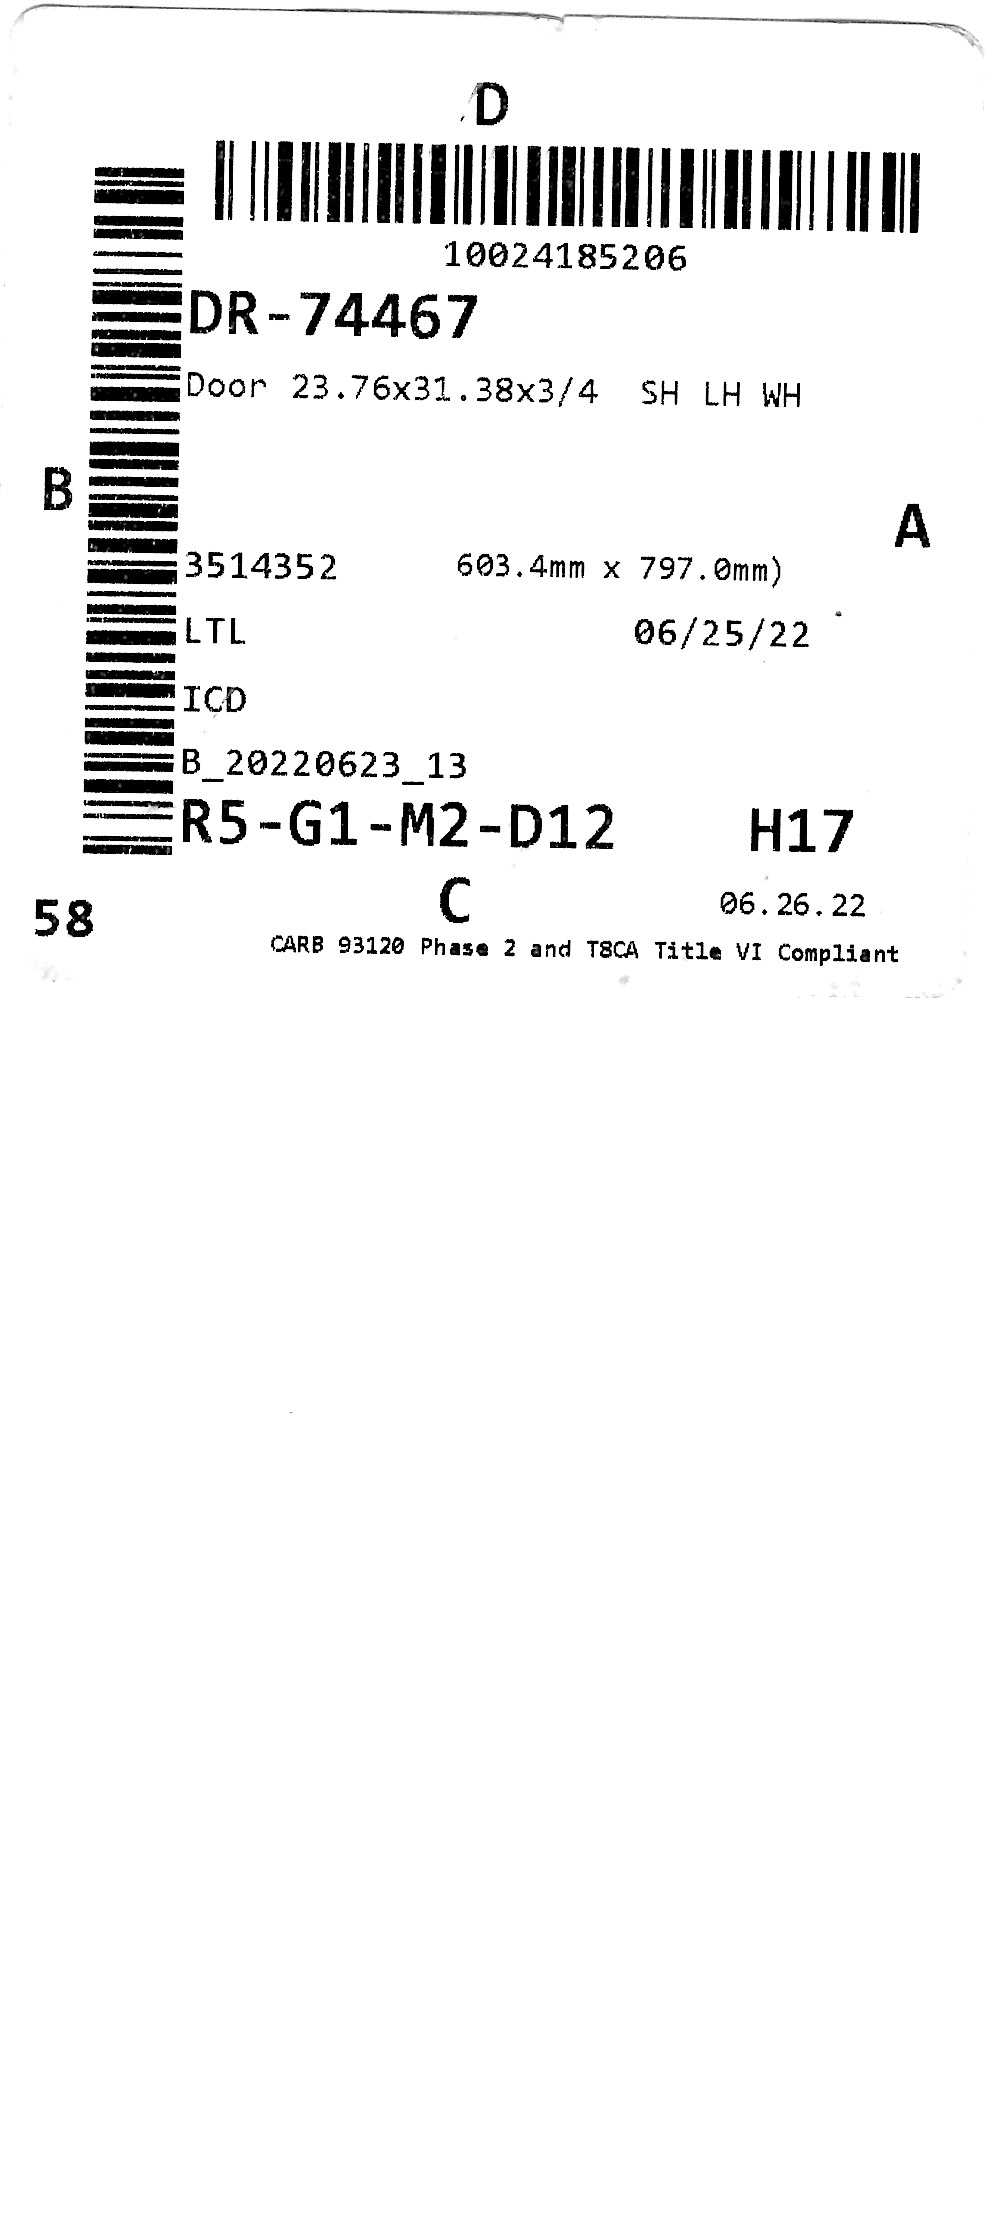 D
10024185206
DR-74467
Door 23.76x31.38x3/4 SH LH WH
B
A
3514352 603.4mm x 797.0mm)
LTL 06/25/22
ICD
B_20220623_13
R5-G1-M2-D12 H17
C
58 06.26.22
CARB 93120 Phase 2 and TSCA Title VI Compliant